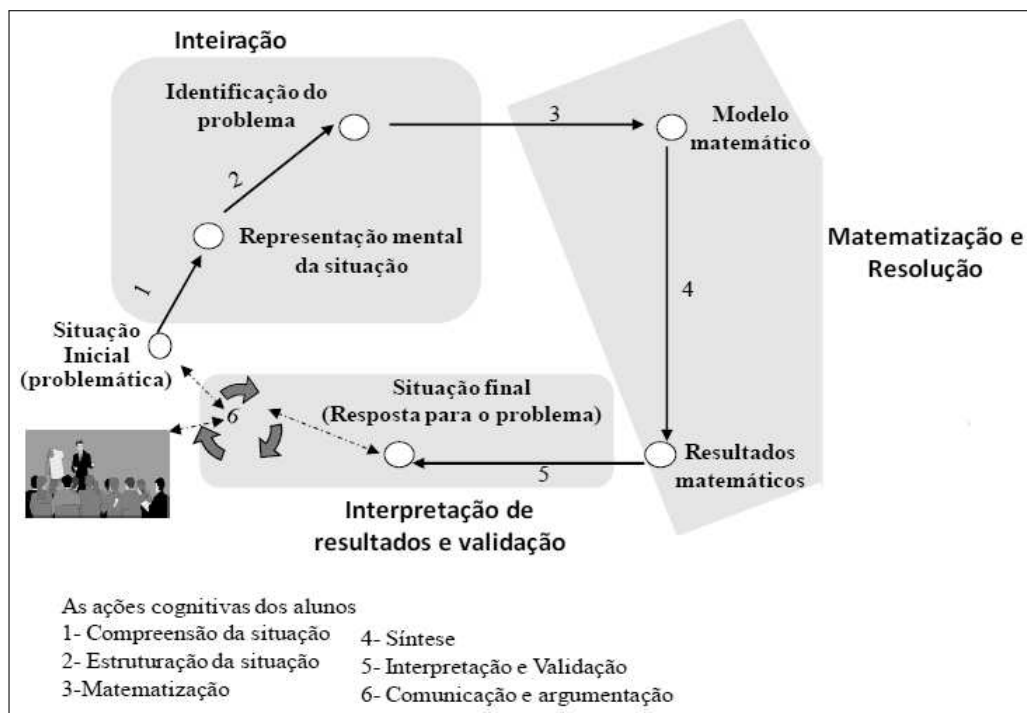 Inteiração
Identificação do
problema
3
Modelo
matemático
2
Representação mental
da situação
Matematização e
Resolução
1
4
Situação
Inicial
(problemática)
Situação final
(Resposta para o problema)
6
Resultados
matemáticos
5
Interpretação de
resultados e validação
As ações cognitivas dos alunos
1- Compreensão da situação
2- Estruturação da situação
3-Matematização
4- Síntese
5- Interpretação e Validação
6- Comunicação e argumentação